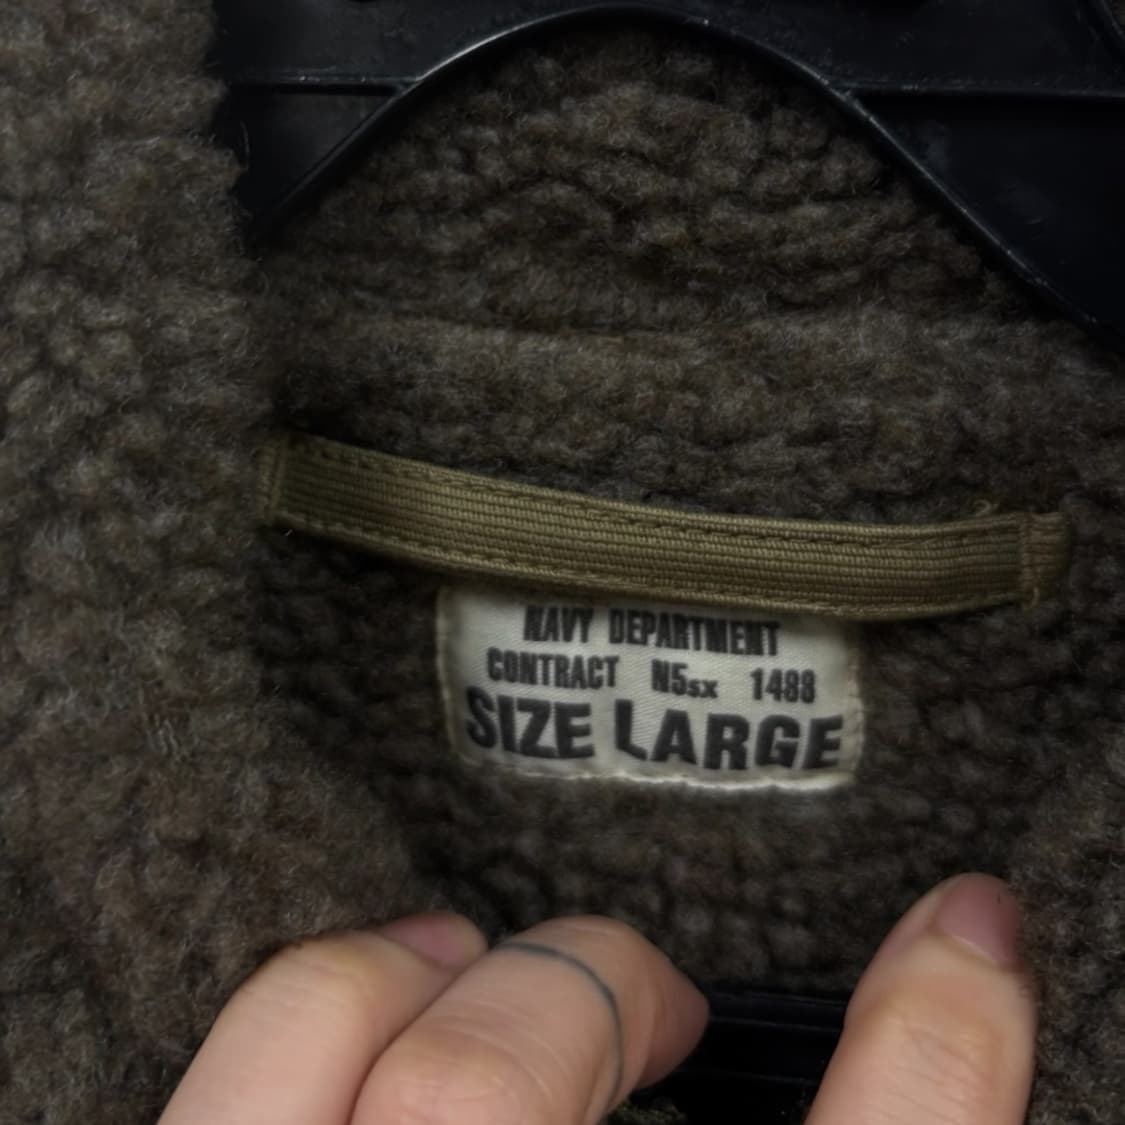 NAVY DEPARTMENT
CONTRACT N5sx 1488
SIZE LARGE